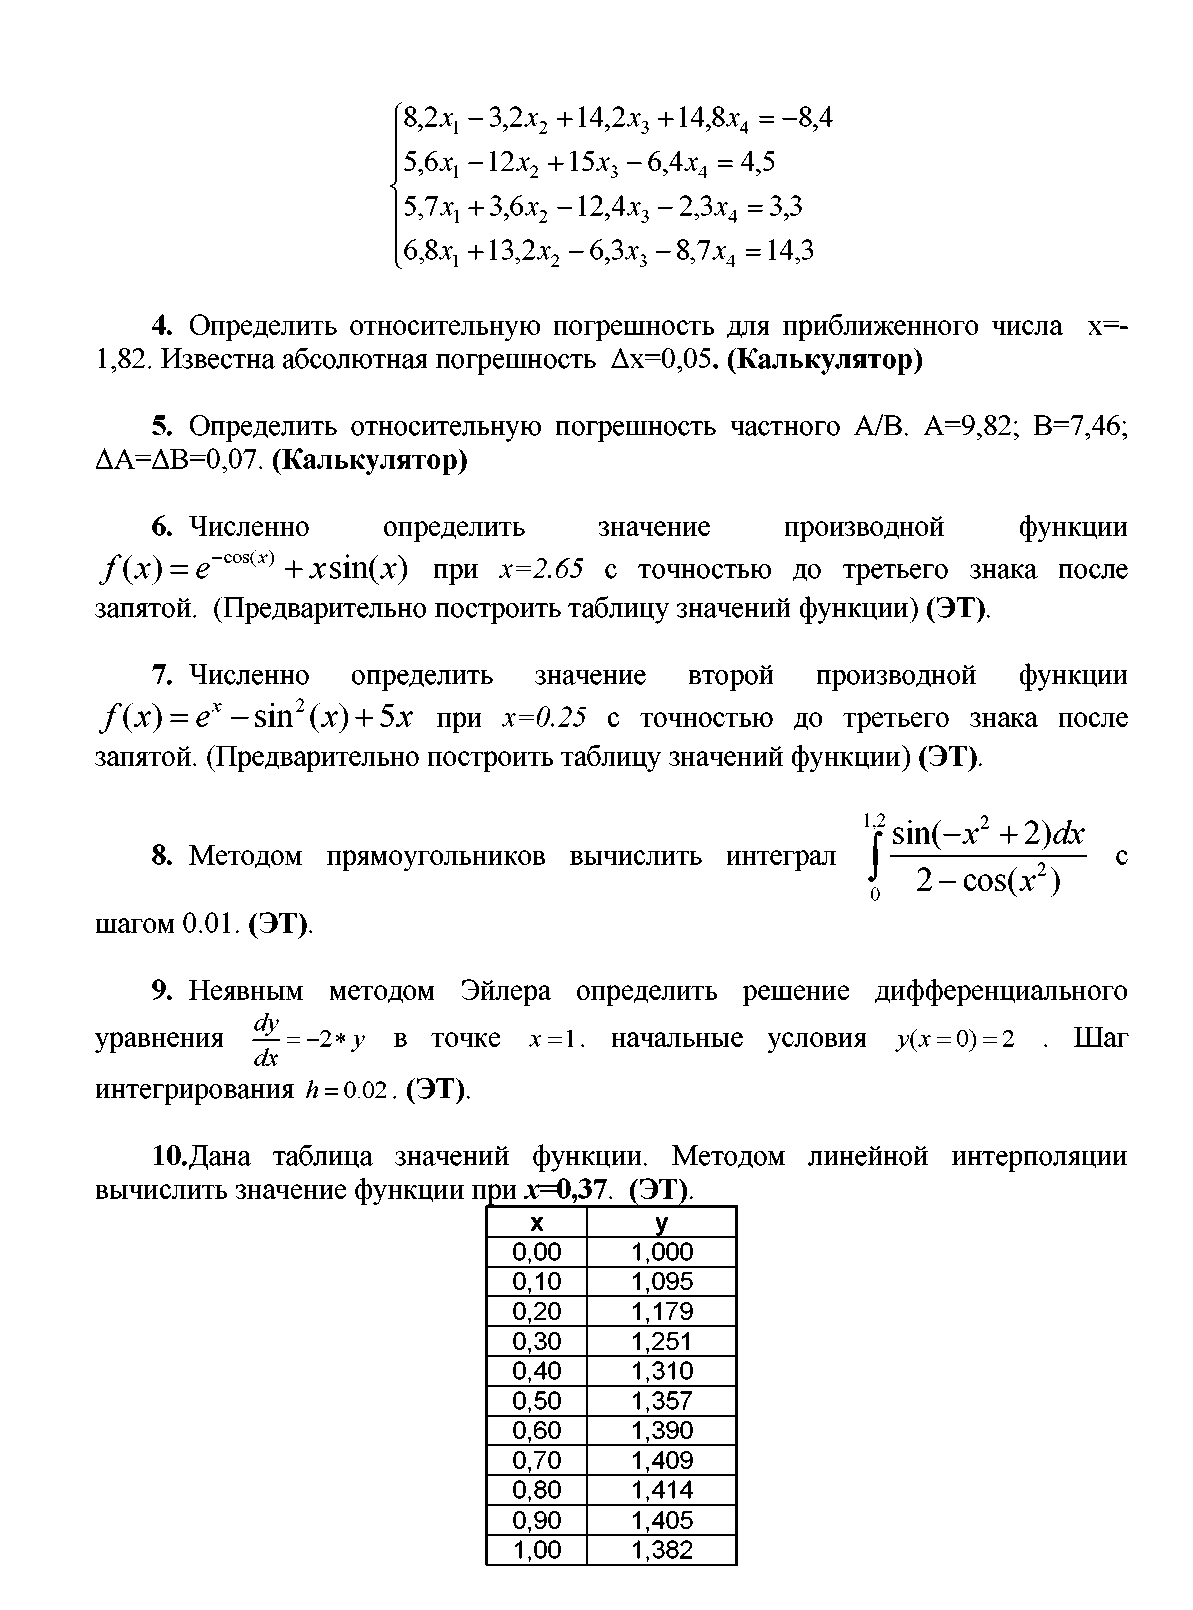 8,2x₁ − 3,2x₂ + 14,2x₃ + 14,8x₄ = −8,4
5,6x₁ − 12x₂ + 15x₃ − 6,4x₄ = 4,5
5,7x₁ + 3,6x₂ − 12,4x₃ − 2,3x₄ = 3,3
6,8x₁ + 13,2x₂ − 6,3x₃ − 8,7x₄ = 14,3
4. Определить относительную погрешность для приближенного числа x=-
1,82. Известна абсолютная погрешность Δx=0,05. (Калькулятор)
5. Определить относительную погрешность частного A/B. A=9,82; B=7,46;
ΔA=ΔB=0,07. (Калькулятор)
6. Численно определить значение производной функции
f(x) = e^(−cos(x)) + x sin(x) при x=2.65 с точностью до третьего знака после
запятой. (Предварительно построить таблицу значений функции) (ЭТ).
7. Численно определить значение второй производной функции
f(x) = eˣ − sin²(x) + 5x при x=0.25 с точностью до третьего знака после
запятой. (Предварительно построить таблицу значений функции) (ЭТ).
8. Методом прямоугольников вычислить интеграл ∫₀^1,2 sin(−x² + 2)dx / (2 − cos(x²)) с
шагом 0.01. (ЭТ).
9. Неявным методом Эйлера определить решение дифференциального
уравнения dy/dx = −2∗y в точке x=1. начальные условия y(x=0)=2 . Шаг
интегрирования h=0.02. (ЭТ).
10.Дана таблица значений функции. Методом линейной интерполяции
вычислить значение функции при x=0,37. (ЭТ).
x y
0,00 1,000
0,10 1,095
0,20 1,179
0,30 1,251
0,40 1,310
0,50 1,357
0,60 1,390
0,70 1,409
0,80 1,414
0,90 1,405
1,00 1,382